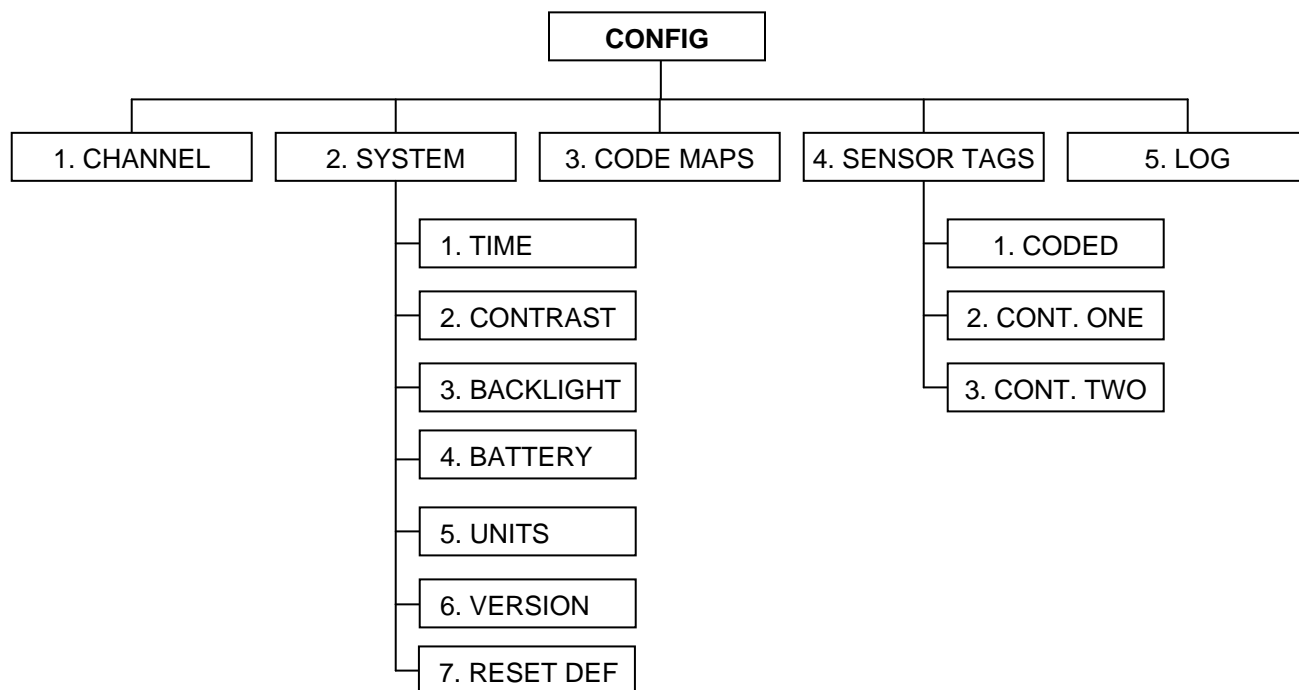 CONFIG
1. CHANNEL
2. SYSTEM
3. CODE MAPS
4. SENSOR TAGS
5. LOG
1. TIME
2. CONTRAST
3. BACKLIGHT
4. BATTERY
5. UNITS
6. VERSION
7. RESET DEF
1. CODED
2. CONT. ONE
3. CONT. TWO